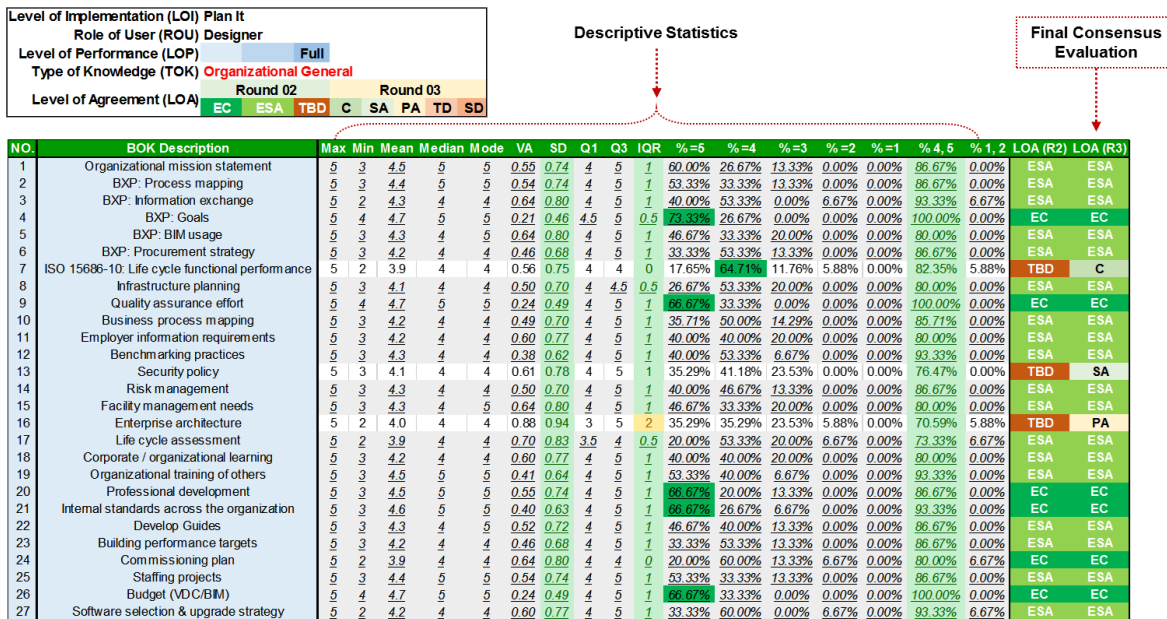 Level of Implementation (LOI) Plan It
Role of User (ROU) Designer
Level of Performance (LOP) Full
Type of Knowledge (TOK) Organizational General
Round 02 Round 03
Level of Agreement (LOA)
EC ESA TBD C SA PA TD SD
Descriptive Statistics
Final Consensus
Evaluation
NO. BOK Description Max Min Mean Median Mode VA SD Q1 Q3 IQR %=5 %=4 %=3 %=2 %=1 % 4, 5 % 1, 2 LOA (R2) LOA (R3)
1 Organizational mission statement 5 3 4.5 5 5 0.55 0.74 4 5 1 60.00% 26.67% 13.33% 0.00% 0.00% 86.67% 0.00% ESA ESA
2 BXP: Process mapping 5 3 4.4 5 5 0.54 0.74 4 5 1 53.33% 33.33% 13.33% 0.00% 0.00% 86.67% 0.00% ESA ESA
3 BXP: Information exchange 5 2 4.3 4 4 0.64 0.80 4 5 1 40.00% 53.33% 0.00% 6.67% 0.00% 93.33% 6.67% ESA ESA
4 BXP: Goals 5 4 4.7 5 5 0.21 0.46 4.5 5 0.5 73.33% 26.67% 0.00% 0.00% 0.00% 100.00% 0.00% EC EC
5 BXP: BIM usage 5 3 4.3 4 5 0.64 0.80 4 5 1 46.67% 33.33% 20.00% 0.00% 0.00% 80.00% 0.00% ESA ESA
6 BXP: Procurement strategy 5 3 4.2 4 4 0.46 0.68 4 5 1 33.33% 53.33% 13.33% 0.00% 0.00% 86.67% 0.00% ESA ESA
7 ISO 15686-10: Life cycle functional performance 5 2 3.9 4 4 0.56 0.75 4 4 0 17.65% 64.71% 11.76% 5.88% 0.00% 82.35% 5.88% TBD C
8 Infrastructure planning 5 3 4.1 4 4 0.50 0.70 4 4.5 0.5 26.67% 53.33% 20.00% 0.00% 0.00% 80.00% 0.00% ESA ESA
9 Quality assurance effort 5 4 4.7 5 5 0.24 0.49 4 5 1 66.67% 33.33% 0.00% 0.00% 0.00% 100.00% 0.00% EC EC
10 Business process mapping 5 3 4.2 4 4 0.49 0.70 4 5 1 35.71% 50.00% 14.29% 0.00% 0.00% 85.71% 0.00% ESA ESA
11 Employer information requirements 5 3 4.2 4 4 0.60 0.77 4 5 1 40.00% 40.00% 20.00% 0.00% 0.00% 80.00% 0.00% ESA ESA
12 Benchmarking practices 5 3 4.3 4 4 0.38 0.62 4 5 1 40.00% 53.33% 6.67% 0.00% 0.00% 93.33% 0.00% ESA ESA
13 Security policy 5 3 4.1 4 4 0.61 0.78 4 5 1 35.29% 41.18% 23.53% 0.00% 0.00% 76.47% 0.00% TBD SA
14 Risk management 5 3 4.3 4 4 0.50 0.70 4 5 1 40.00% 46.67% 13.33% 0.00% 0.00% 86.67% 0.00% ESA ESA
15 Facility management needs 5 3 4.3 4 5 0.64 0.80 4 5 1 46.67% 33.33% 20.00% 0.00% 0.00% 80.00% 0.00% ESA ESA
16 Enterprise architecture 5 2 4.0 4 4 0.88 0.94 3 5 2 35.29% 35.29% 23.53% 5.88% 0.00% 70.59% 5.88% TBD PA
17 Life cycle assessment 5 2 3.9 4 4 0.70 0.83 3.5 4 0.5 20.00% 53.33% 20.00% 6.67% 0.00% 73.33% 6.67% ESA ESA
18 Corporate / organizational learning 5 3 4.2 4 4 0.60 0.77 4 5 1 40.00% 40.00% 20.00% 0.00% 0.00% 80.00% 0.00% ESA ESA
19 Organizational training of others 5 3 4.5 5 5 0.41 0.64 4 5 1 53.33% 40.00% 6.67% 0.00% 0.00% 93.33% 0.00% ESA ESA
20 Professional development 5 3 4.5 5 5 0.55 0.74 4 5 1 66.67% 20.00% 13.33% 0.00% 0.00% 86.67% 0.00% EC EC
21 Internal standards across the organization 5 3 4.6 5 5 0.40 0.63 4 5 1 66.67% 26.67% 6.67% 0.00% 0.00% 93.33% 0.00% EC EC
22 Develop Guides 5 3 4.3 4 5 0.52 0.72 4 5 1 46.67% 40.00% 13.33% 0.00% 0.00% 86.67% 0.00% ESA ESA
23 Building performance targets 5 3 4.2 4 4 0.46 0.68 4 5 1 33.33% 53.33% 13.33% 0.00% 0.00% 86.67% 0.00% ESA ESA
24 Commissioning plan 5 2 3.9 4 4 0.64 0.80 4 4 0 20.00% 60.00% 13.33% 6.67% 0.00% 80.00% 6.67% EC EC
25 Staffing projects 5 3 4.4 5 5 0.54 0.74 4 5 1 53.33% 33.33% 13.33% 0.00% 0.00% 86.67% 0.00% ESA ESA
26 Budget (VDC/BIM) 5 4 4.7 5 5 0.24 0.49 4 5 1 66.67% 33.33% 0.00% 0.00% 0.00% 100.00% 0.00% EC EC
27 Software selection & upgrade strategy 5 2 4.2 4 4 0.60 0.77 4 5 1 33.33% 60.00% 0.00% 6.67% 0.00% 93.33% 6.67% ESA ESA